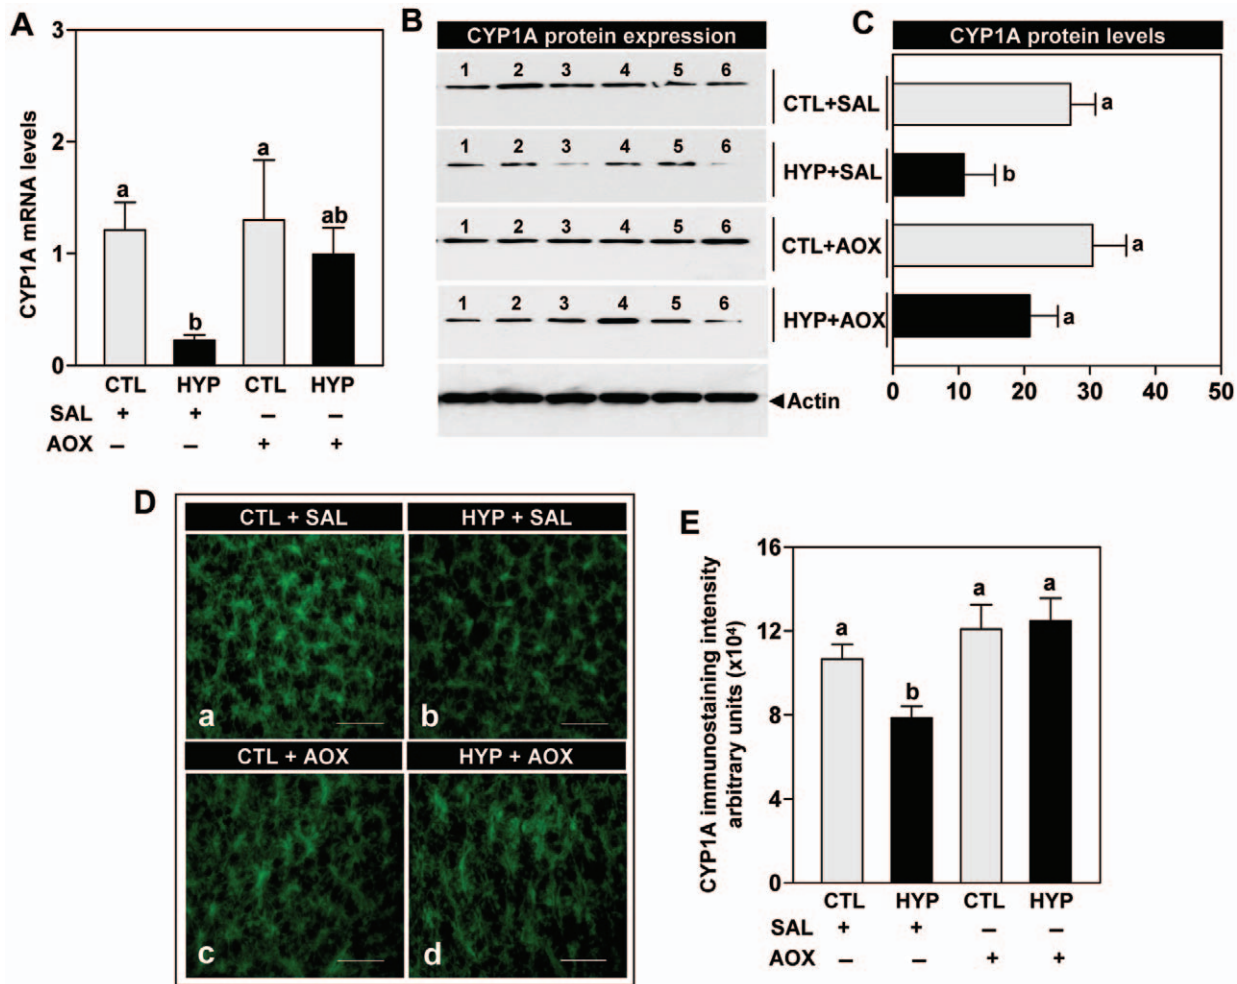 A
3
2
1
0
CYP1A mRNA levels
a
b
a
ab
CTL HYP CTL HYP
SAL + + – –
AOX – – + +
B
CYP1A protein expression
1 2 3 4 5 6
1 2 3 4 5 6
1 2 3 4 5 6
1 2 3 4 5 6
Actin
CTL+SAL
HYP+SAL
CTL+AOX
HYP+AOX
C
CYP1A protein levels
a
b
a
a
0 10 20 30 40 50
D
CTL + SAL HYP + SAL
a b
CTL + AOX HYP + AOX
c d
E
CYP1A immunostaining intensity
arbitrary units (x10⁴)
16
12
8
4
0
a
b
a
a
CTL HYP CTL HYP
SAL + + – –
AOX – – + +